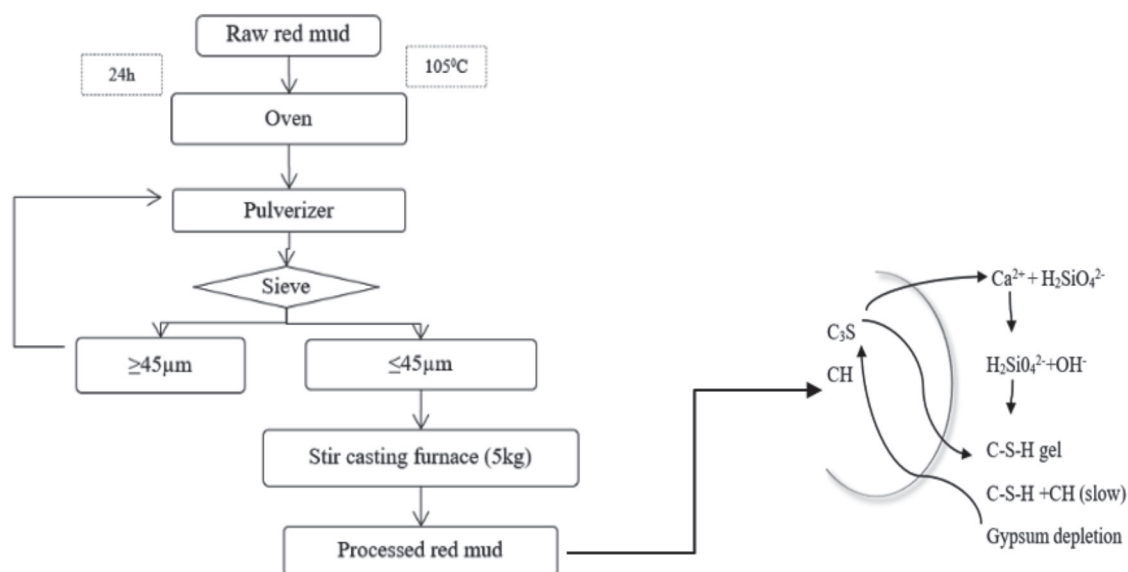 Raw red mud
24h
105⁰C
Oven
Pulverizer
Sieve
≥45µm
≤45µm
Stir casting furnace (5kg)
Processed red mud
C₃S
CH
Ca²⁺ + H₂SiO₄²⁻
H₂Si0₄²⁻+OH⁻
C-S-H gel
C-S-H +CH (slow)
Gypsum depletion